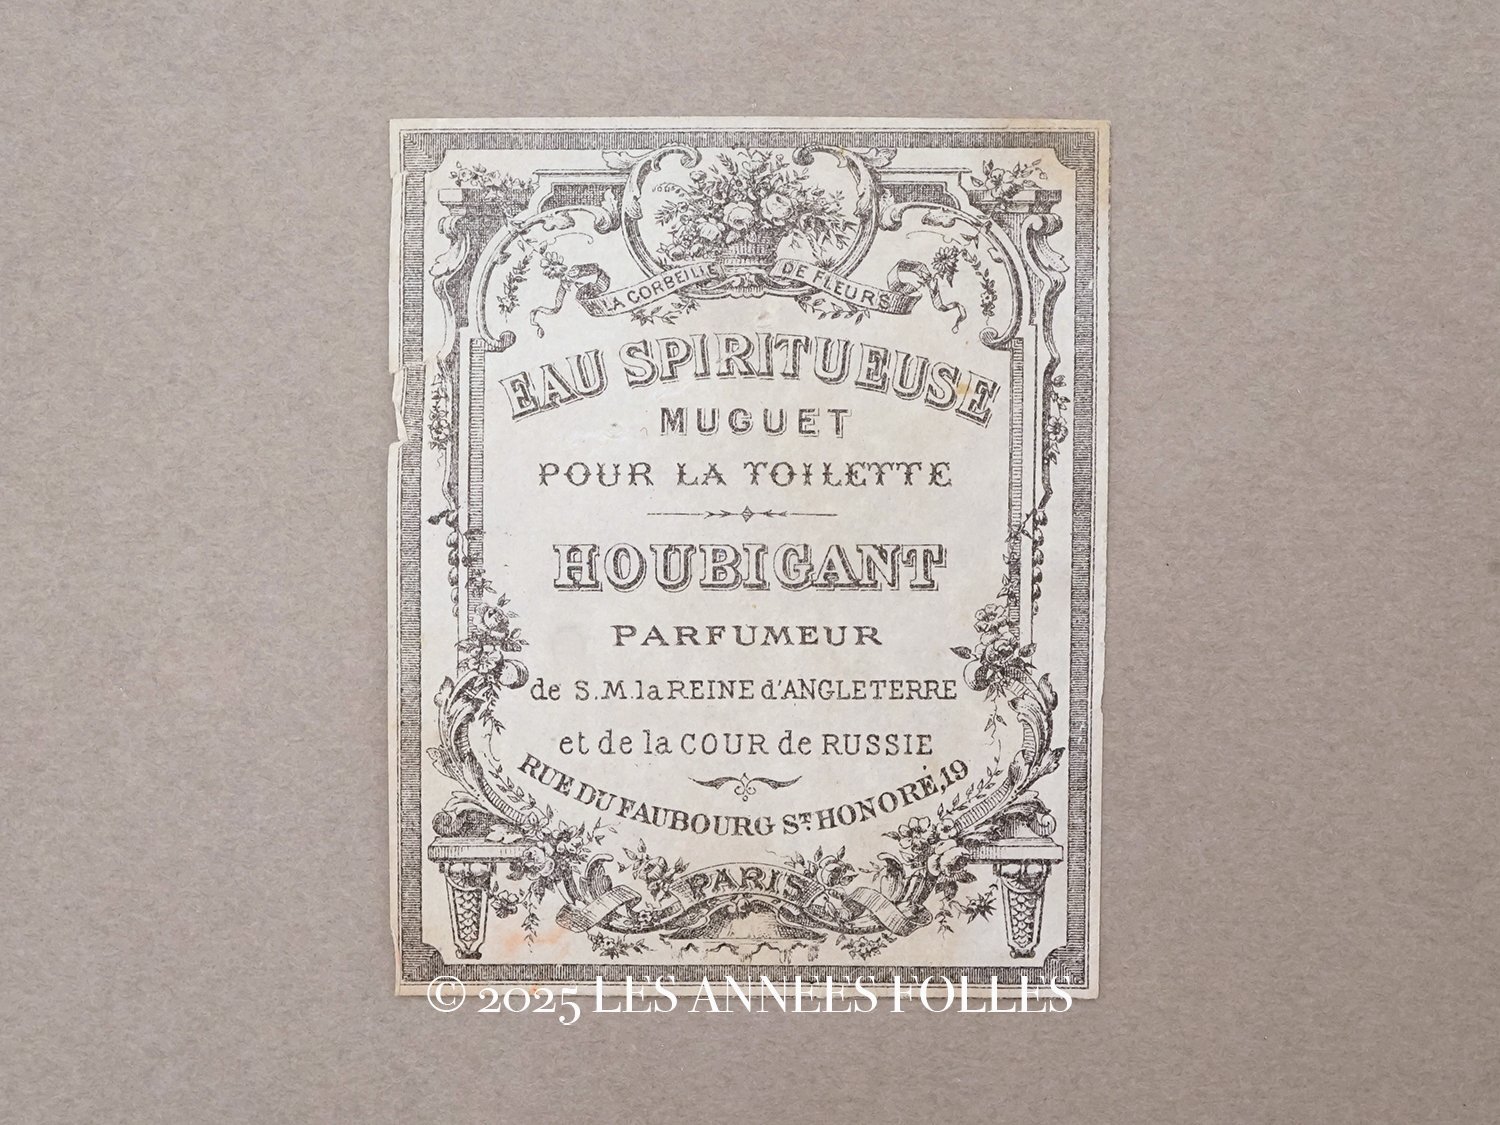 LA CORBEILLE DE FLEURS
EAU SPIRITUEUSE
MUGUET
POUR LA TOILETTE
HOUBIGANT
PARFUMEUR
de S.M. la REINE d'ANGLETERRE
et de la COUR de RUSSIE
RUE DU FAUBOURG ST. HONORÉ, 19
PARIS
© 2025 LES ANNEES FOLLES